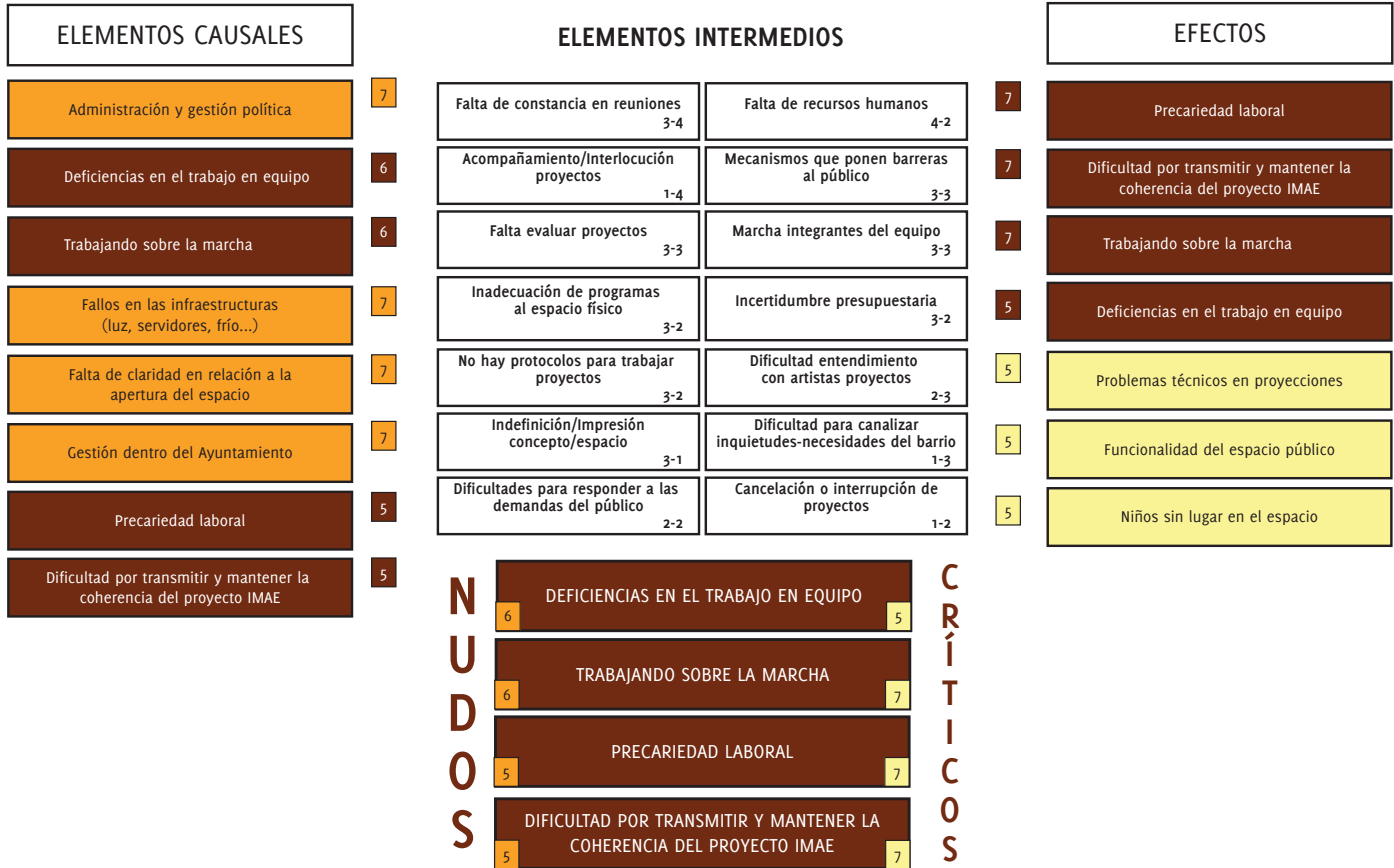 ELEMENTOS CAUSALES
Administración y gestión política
7
Deficiencias en el trabajo en equipo
6
Trabajando sobre la marcha
6
Fallos en las infraestructuras
(luz, servidores, frío...)
7
Falta de claridad en relación a la
apertura del espacio
7
Gestión dentro del Ayuntamiento
7
Precariedad laboral
5
Dificultad por transmitir y mantener la
coherencia del proyecto IMAE
5
ELEMENTOS INTERMEDIOS
Falta de constancia en reuniones
3-4
Falta de recursos humanos
4-2
Acompañamiento/Interlocución
proyectos
1-4
Mecanismos que ponen barreras
al público
3-3
Falta evaluar proyectos
3-3
Marcha integrantes del equipo
3-3
Inadecuación de programas
al espacio físico
3-2
Incertidumbre presupuestaria
3-2
No hay protocolos para trabajar
proyectos
3-2
Dificultad entendimiento
con artistas proyectos
2-3
Indefinición/Impresión
concepto/espacio
3-1
Dificultad para canalizar
inquietudes-necesidades del barrio
1-3
Dificultades para responder a las
demandas del público
2-2
Cancelación o interrupción de
proyectos
1-2
EFECTOS
7
Precariedad laboral
7
Dificultad por transmitir y mantener la
coherencia del proyecto IMAE
7
Trabajando sobre la marcha
5
Deficiencias en el trabajo en equipo
5
Problemas técnicos en proyecciones
5
Funcionalidad del espacio público
5
Niños sin lugar en el espacio
NUDOS
CRÍTICOS
DEFICIENCIAS EN EL TRABAJO EN EQUIPO
6
5
TRABAJANDO SOBRE LA MARCHA
6
7
PRECARIEDAD LABORAL
5
7
DIFICULTAD POR TRANSMITIR Y MANTENER LA
COHERENCIA DEL PROYECTO IMAE
5
7